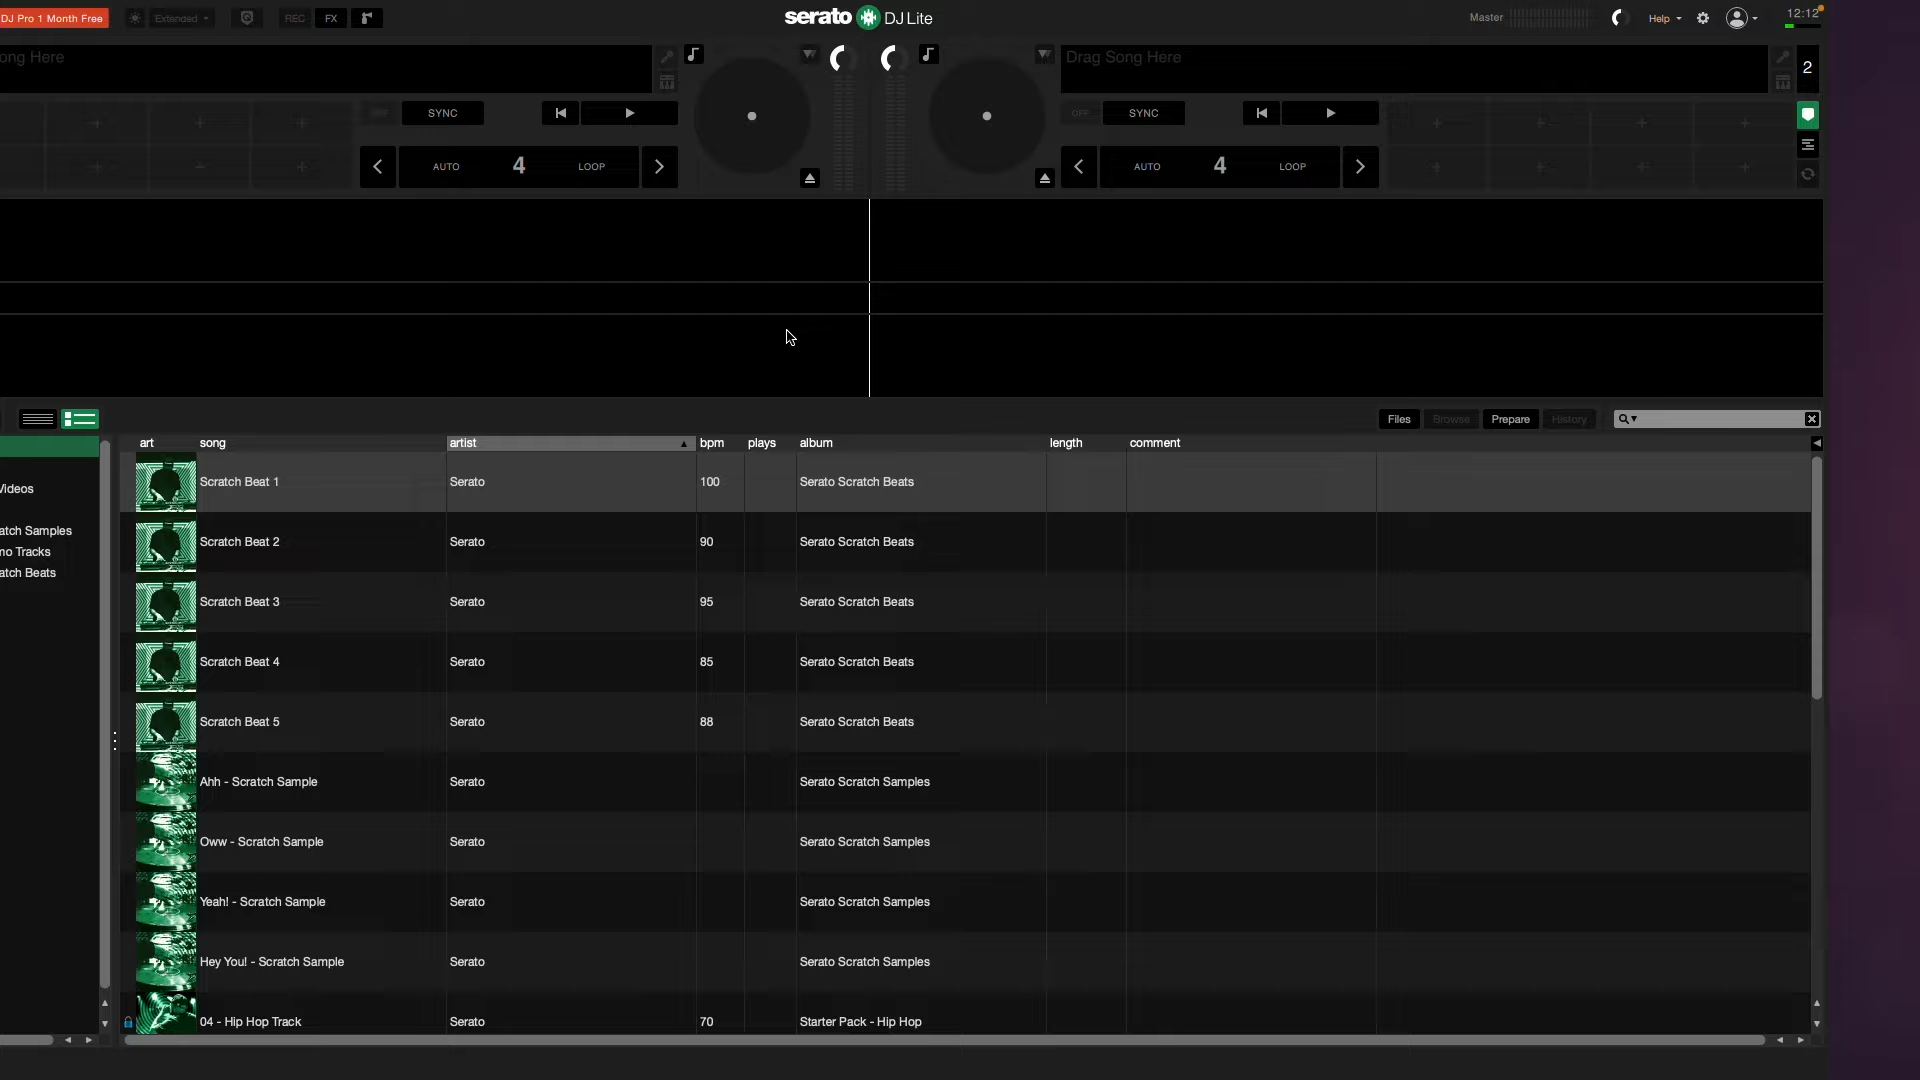 DJ Pro 1 Month Free
Extended
REC
FX
serato DJ Lite
Master
Help
12:12
ong Here
Drag Song Here
2
OFF
SYNC
OFF
SYNC
AUTO
4
LOOP
AUTO
4
LOOP
Files
Browse
Prepare
History
art song artist bpm plays album length comment
Videos
atch Samples
mo Tracks
atch Beats
Scratch Beat 1 Serato 100 Serato Scratch Beats
Scratch Beat 2 Serato 90 Serato Scratch Beats
Scratch Beat 3 Serato 95 Serato Scratch Beats
Scratch Beat 4 Serato 85 Serato Scratch Beats
Scratch Beat 5 Serato 88 Serato Scratch Beats
Ahh - Scratch Sample Serato Serato Scratch Samples
Oww - Scratch Sample Serato Serato Scratch Samples
Yeah! - Scratch Sample Serato Serato Scratch Samples
Hey You! - Scratch Sample Serato Serato Scratch Samples
04 - Hip Hop Track Serato 70 Starter Pack - Hip Hop